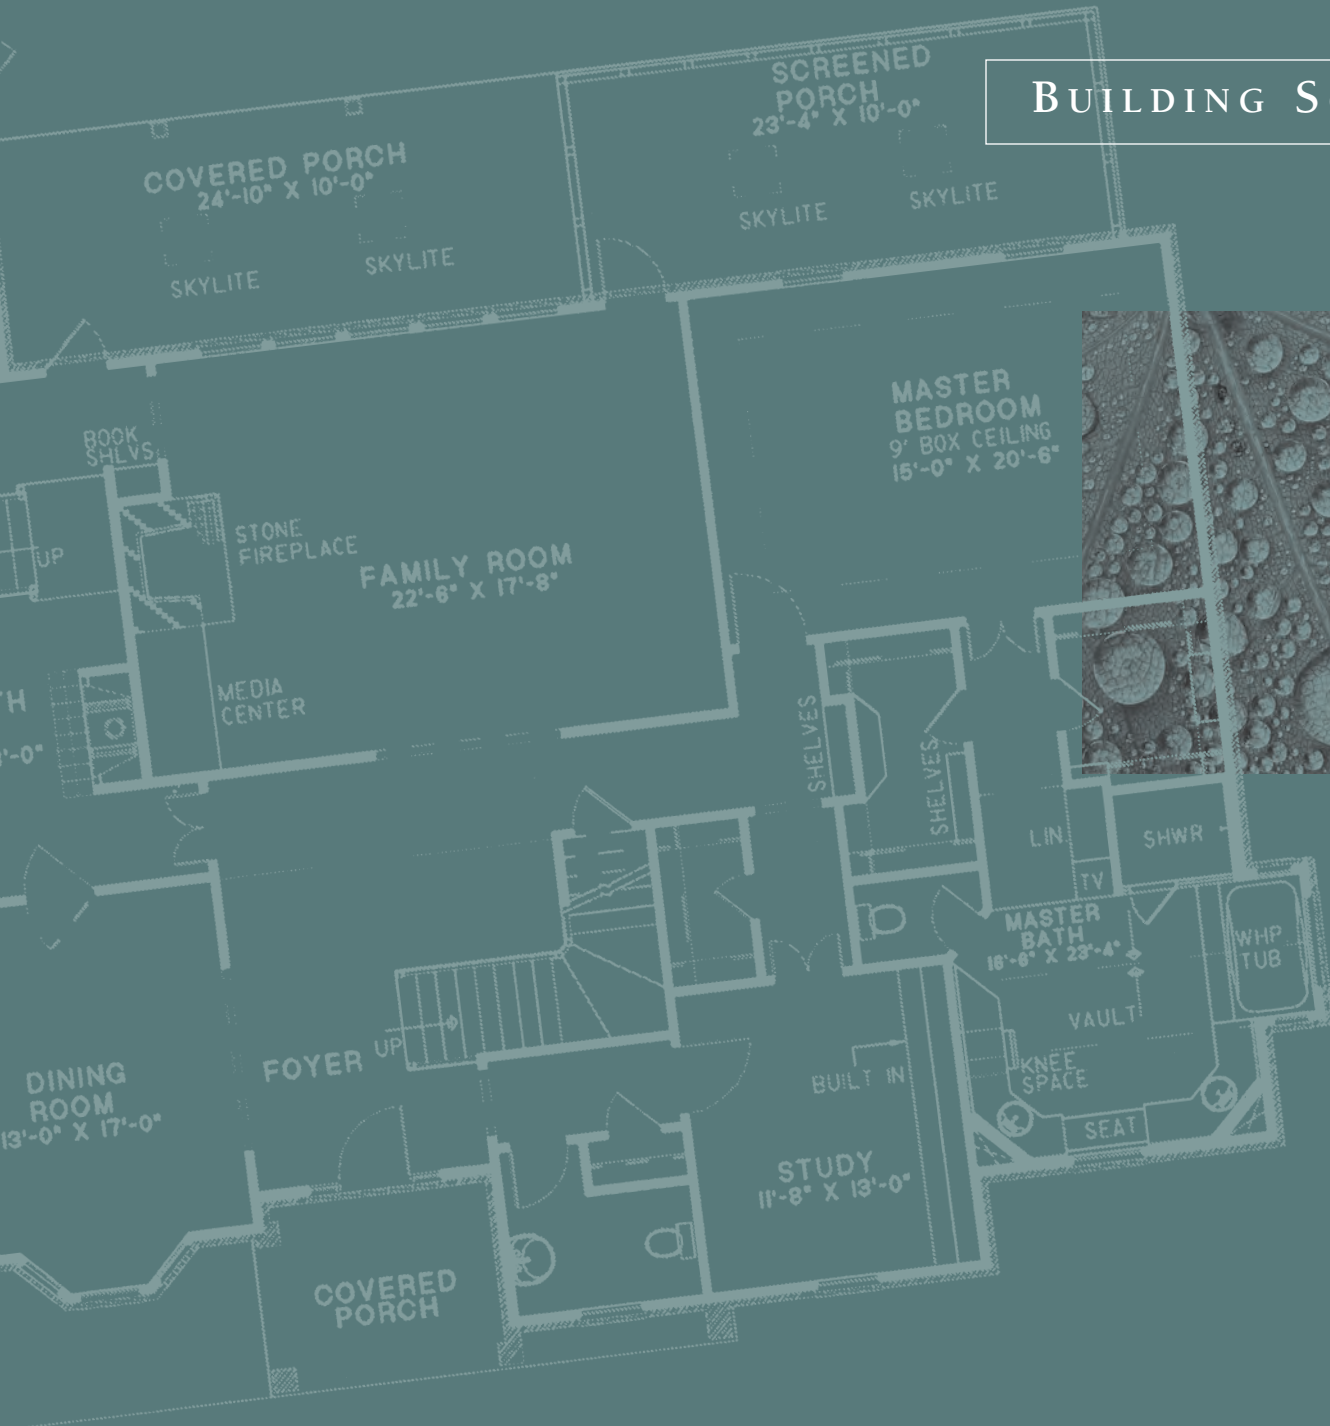 BUILDING S
SCREENED
PORCH
23'-4" X 10'-0"
SKYLITE
SKYLITE
COVERED PORCH
24'-10" X 10'-0"
SKYLITE
SKYLITE
MASTER
BEDROOM
9' BOX CEILING
15'-0" X 20'-6"
BOOK
SHLVS
UP
STONE
FIREPLACE
FAMILY ROOM
22'-6" X 17'-8"
MEDIA
CENTER
TH
'-0"
SHELVES
SHELVES
LIN
SHWR
TV
MASTER
BATH
16'-6" X 23'-4"
WHP
TUB
VAULT
KNEE
SPACE
SEAT
FOYER
UP
DINING
ROOM
13'-0" X 17'-0"
BUILT IN
STUDY
11'-8" X 13'-0"
COVERED
PORCH